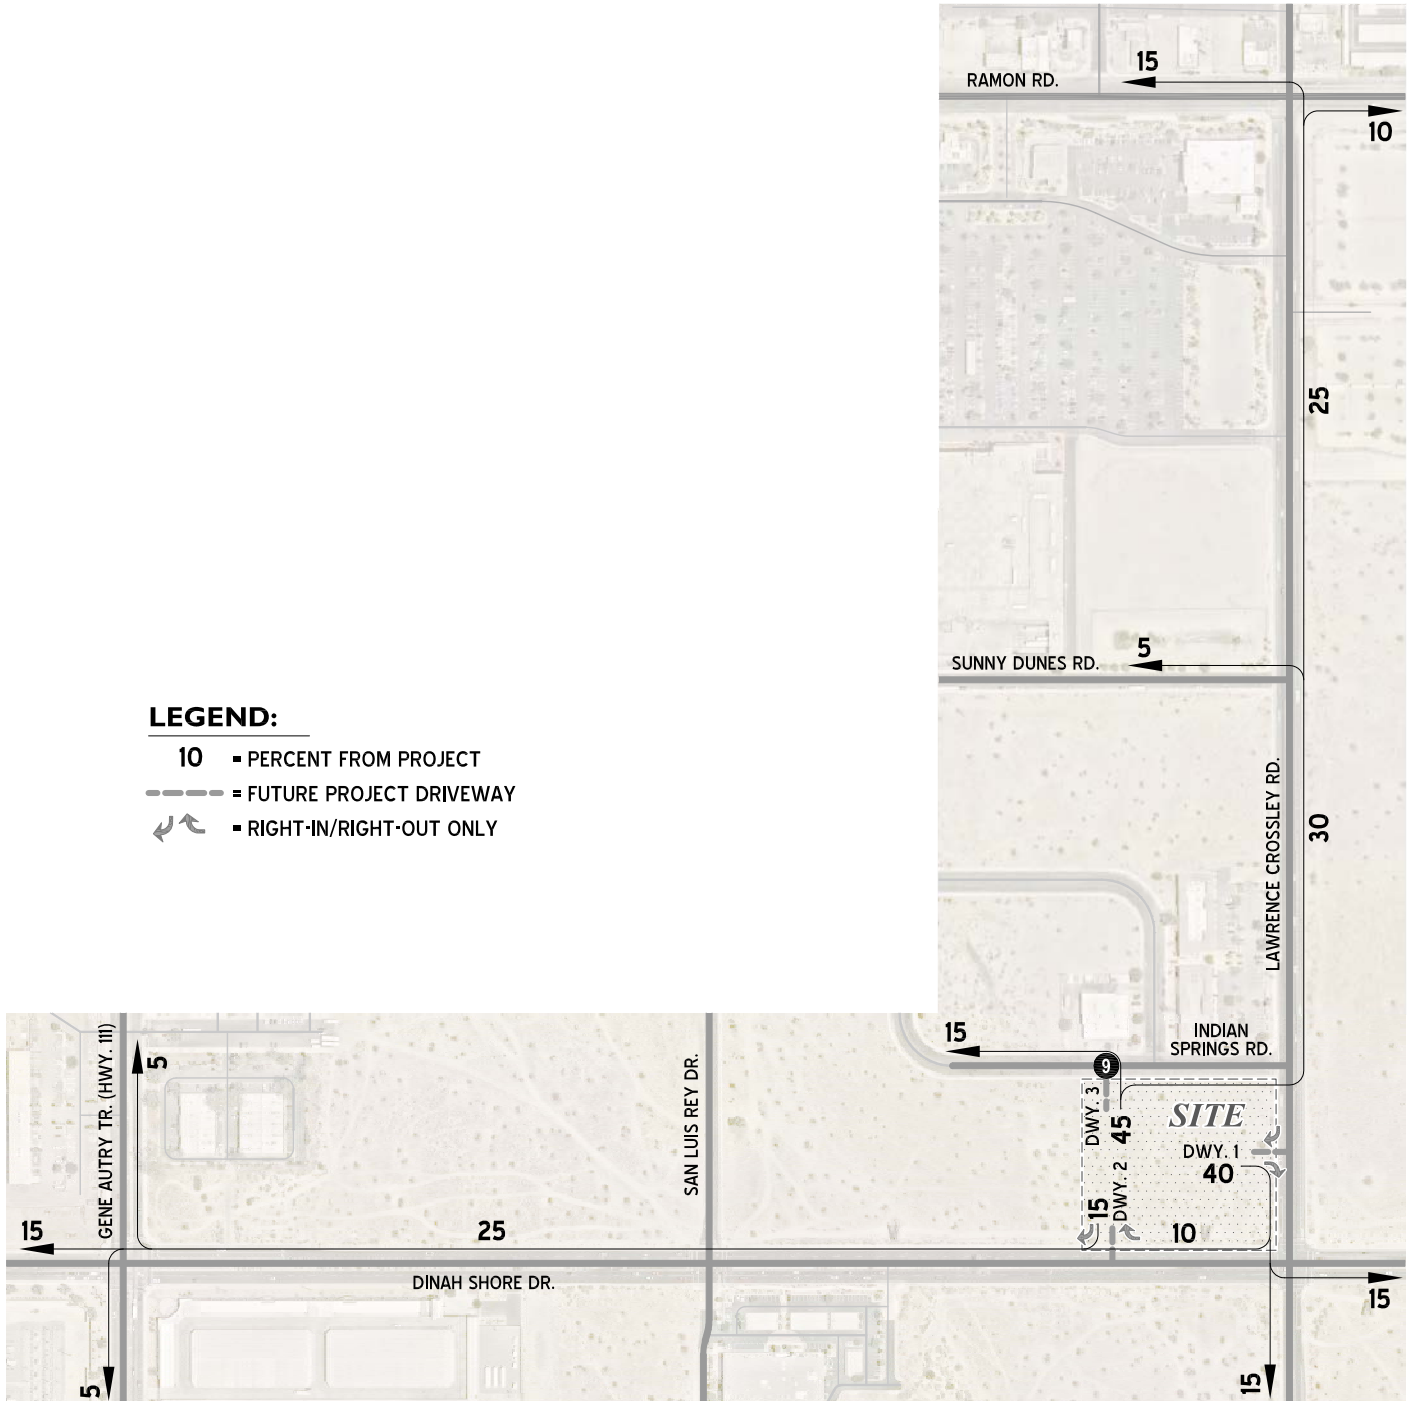 15
RAMON RD.
10
25
5
SUNNY DUNES RD.
LEGEND:
10 = PERCENT FROM PROJECT
= FUTURE PROJECT DRIVEWAY
= RIGHT-IN/RIGHT-OUT ONLY
LAWRENCE CROSSLEY RD.
30
15
INDIAN
SPRINGS RD.
9
GENE AUTRY TR. (HWY. 111)
5
SAN LUIS REY DR.
DWY. 3
45
SITE
DWY. 1
40
DWY. 2
15
10
15
25
DINAH SHORE DR.
15
5
15